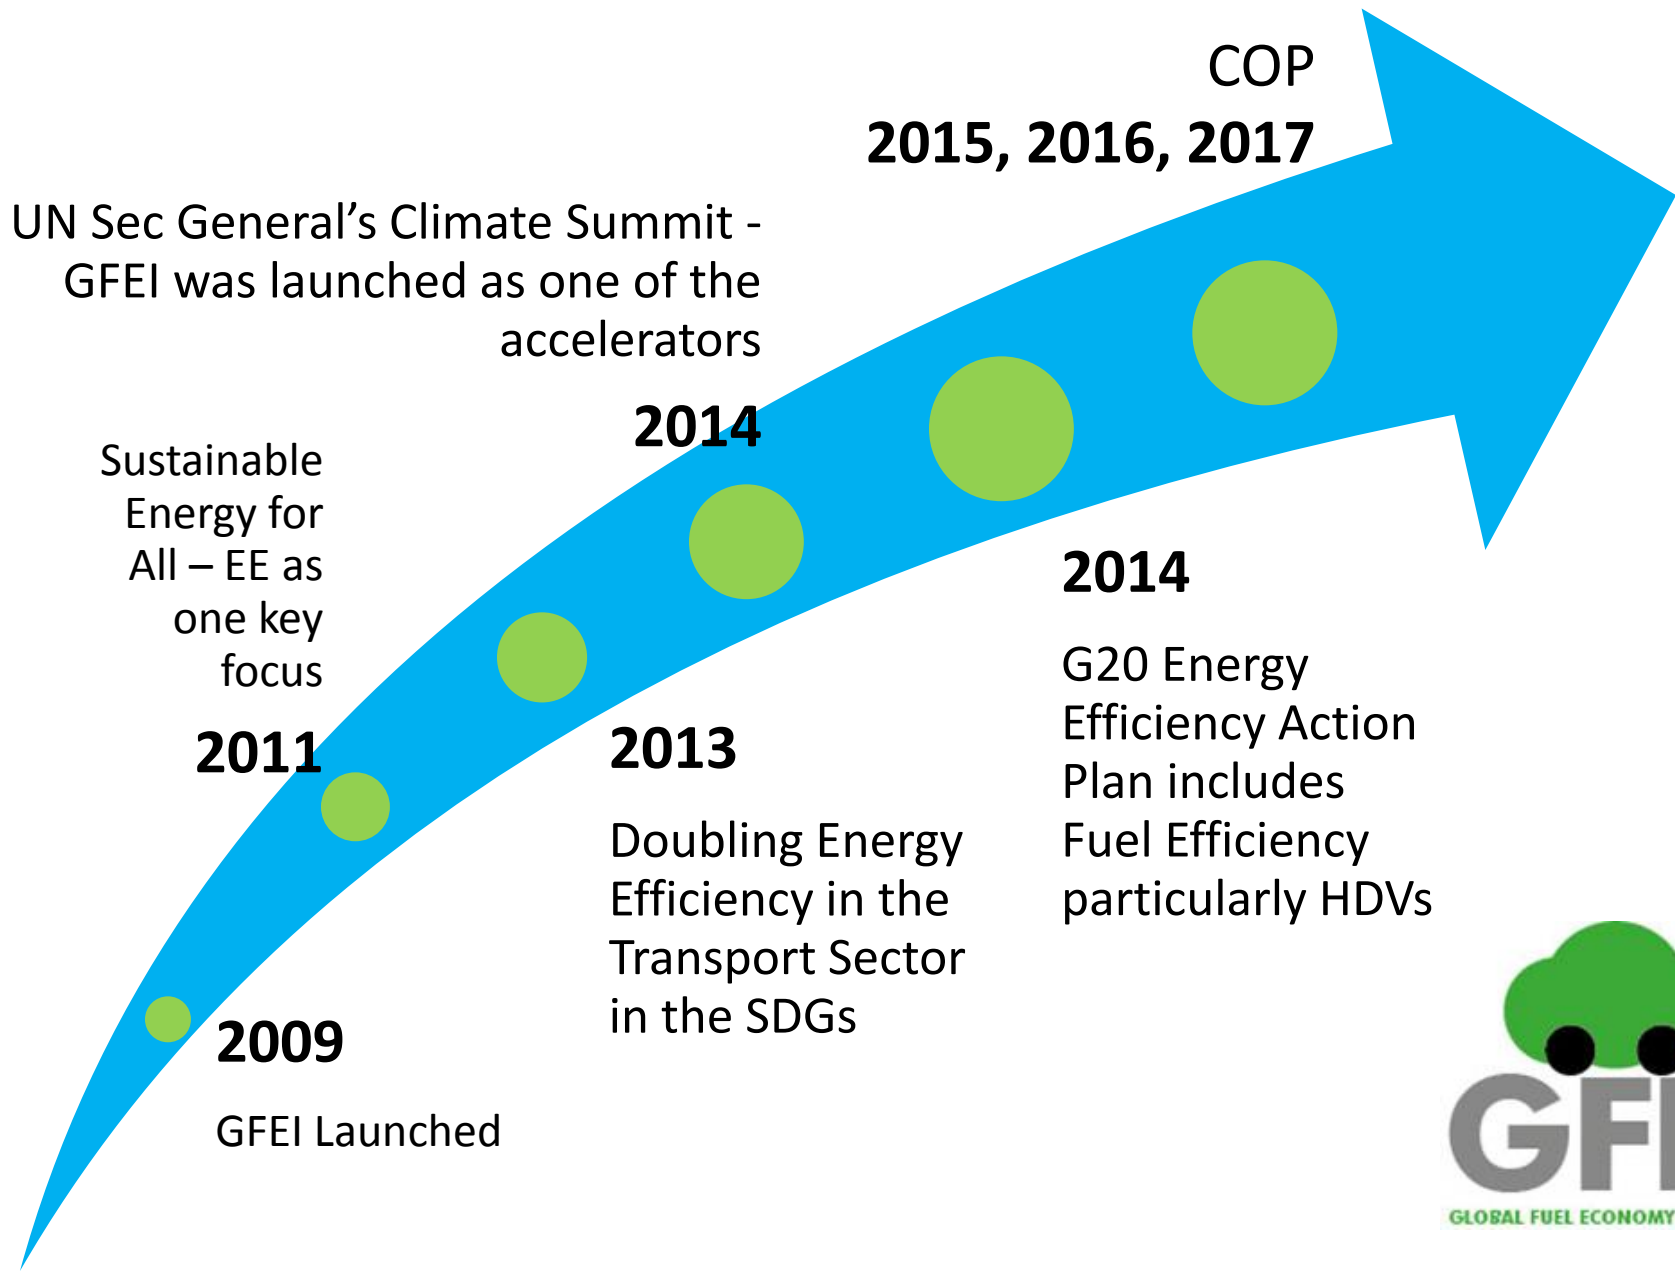 COP
2015, 2016, 2017
UN Sec General’s Climate Summit -
GFEI was launched as one of the
accelerators
2014
Sustainable
Energy for
All – EE as
one key
focus
2011
2014
G20 Energy
Efficiency Action
Plan includes
Fuel Efficiency
particularly HDVs
2013
Doubling Energy
Efficiency in the
Transport Sector
in the SDGs
2009
GFEI Launched
GF
GLOBAL FUEL ECONOMY